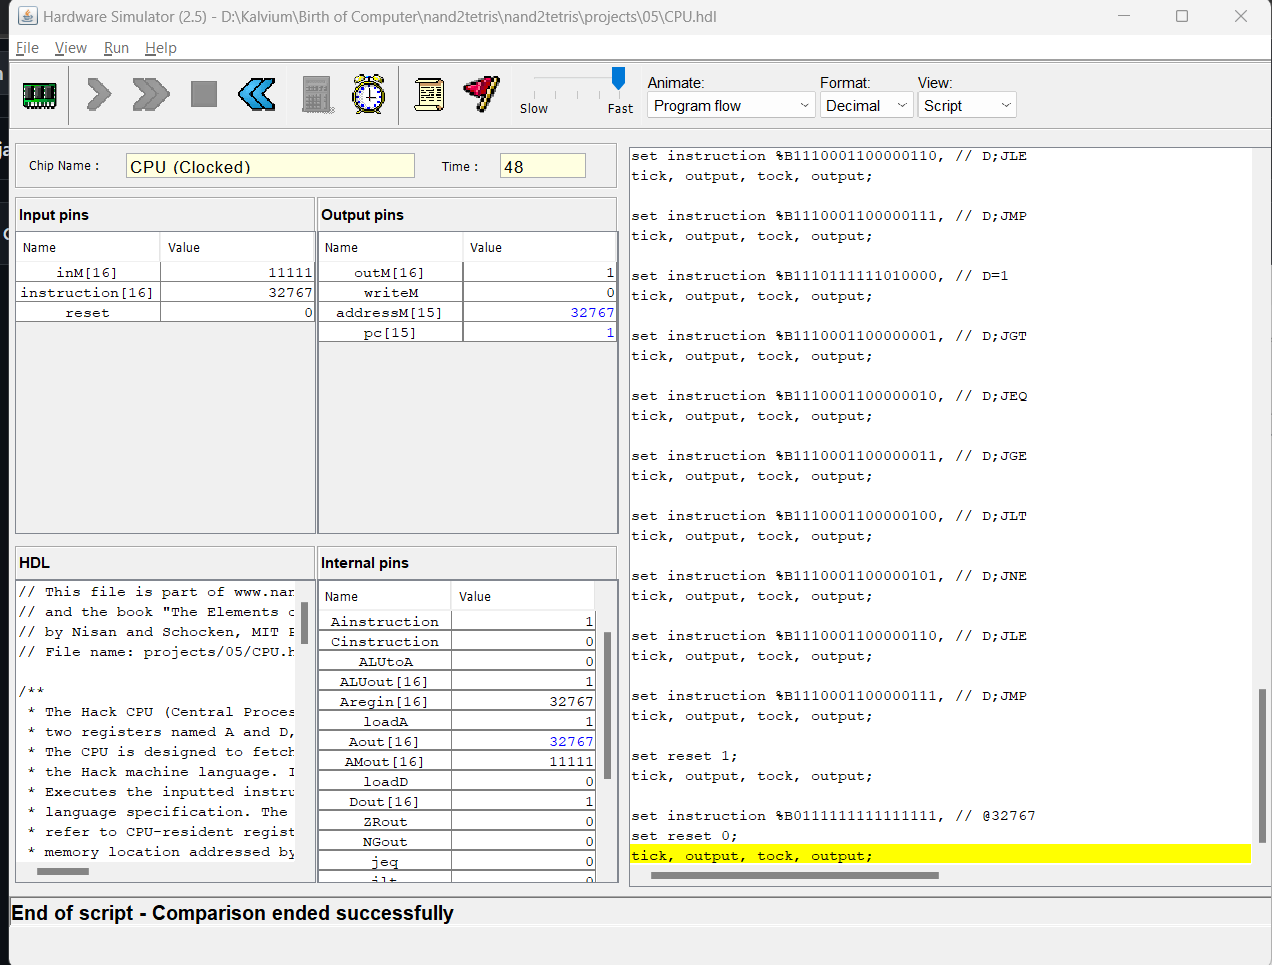 Hardware Simulator (2.5) - D:\Kalvium\Birth of Computer\nand2tetris\nand2tetris\projects\05\CPU.hdl
File View Run Help
Slow
Fast
Animate:
Program flow
Format:
Decimal
View:
Script
Chip Name :
CPU (Clocked)
Time :
48
Input pins
Name Value
inM[16] 11111
instruction[16] 32767
reset 0
Output pins
Name Value
outM[16] 1
writeM 0
addressM[15] 32767
pc[15] 1
HDL
// This file is part of www.nan
// and the book "The Elements
// by Nisan and Schocken, MIT
// File name: projects/05/CPU.h
/**
* The Hack CPU (Central Proces
* two registers named A and D,
* The CPU is designed to fetch
* the Hack machine language.
* Executes the inputted instru
* language specification. The
* refer to CPU-resident regist
* memory location addressed by
Internal pins
Name Value
Ainstruction 1
Cinstruction 0
ALUtoA 0
ALUout[16] 1
Aregin[16] 32767
loadA 1
Aout[16] 32767
AMout[16] 11111
loadD 0
Dout[16] 1
ZRout 0
NGout 0
jeq 0
jlt 0
set instruction %B1110001100000110, // D;JLE
tick, output, tock, output;
set instruction %B1110001100000111, // D;JMP
tick, output, tock, output;
set instruction %B1110111111010000, // D=1
tick, output, tock, output;
set instruction %B1110001100000001, // D;JGT
tick, output, tock, output;
set instruction %B1110001100000010, // D;JEQ
tick, output, tock, output;
set instruction %B1110001100000011, // D;JGE
tick, output, tock, output;
set instruction %B1110001100000100, // D;JLT
tick, output, tock, output;
set instruction %B1110001100000101, // D;JNE
tick, output, tock, output;
set instruction %B1110001100000110, // D;JLE
tick, output, tock, output;
set instruction %B1110001100000111, // D;JMP
tick, output, tock, output;
set reset 1;
tick, output, tock, output;
set instruction %B0111111111111111, // @32767
set reset 0;
tick, output, tock, output;
End of script - Comparison ended successfully